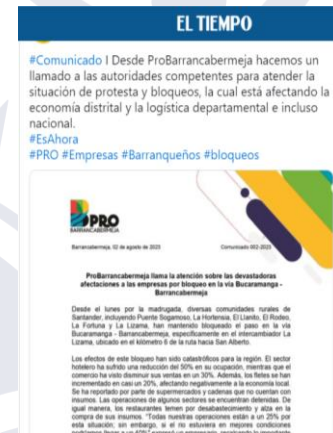 EL TIEMPO
#Comunicado I Desde ProBarrancabermeja hacemos un
llamado a las autoridades competentes para atender la
situación de protesta y bloqueos, la cual está afectando la
economía distrital y la logística departamental e incluso
nacional.
#EsAhora
#PRO #Empresas #Barranqueños #bloqueos
PRO
BARRANCABERMEJA
Barrancabermeja, 02 de agosto de 2023 Comunicado 002-2023
ProBarrancabermeja llama la atención sobre las devastadoras
afectaciones a las empresas por bloqueo en la vía Bucaramanga -
Barrancabermeja
Desde el lunes por la madrugada, diversas comunidades rurales de
Santander, incluyendo Puente Sogamoso, La Hortensia, El Llanito, El Rodeo,
La Fortuna y La Lizama, han mantenido bloqueado el paso en la vía
Bucaramanga - Barrancabermeja, específicamente en el intercambiador La
Lizama, ubicado en el kilómetro 6 de la ruta hacia San Alberto.
Los efectos de este bloqueo han sido catastróficos para la región. El sector
hotelero ha sufrido una reducción del 50% en su ocupación, mientras que el
comercio ha visto disminuir sus ventas en un 30%. Además, los fletes se han
incrementado en casi un 20%, afectando negativamente a la economía local.
Se ha reportado por parte de supermercados y cadenas que no cuentan con
insumos. Las operaciones de algunos sectores se encuentran detenidas. De
igual manera, los restaurantes temen por desabastecimiento y alza en la
compra de sus insumos. "Todas nuestras operaciones están a un 25% por
esta situación; sin embargo, si el no estuviera en mejores condiciones